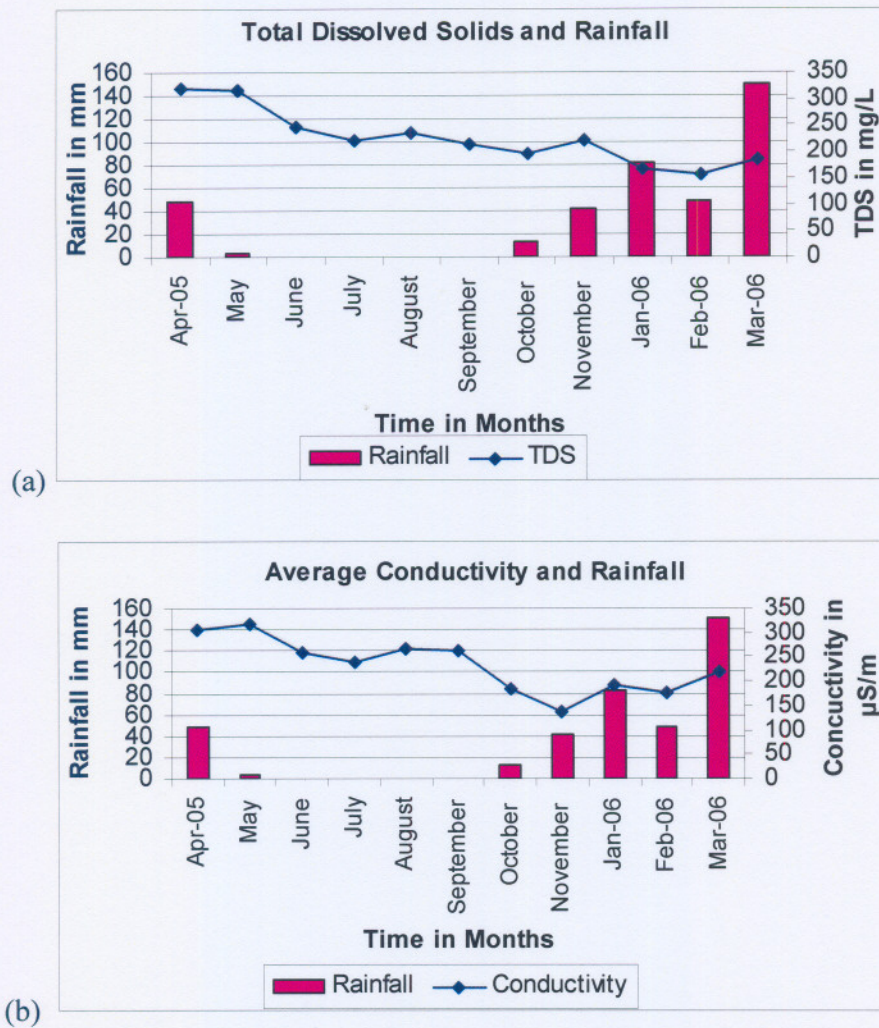 Total Dissolved Solids and Rainfall
Rainfall in mm
160
140
120
100
80
60
40
20
0
TDS in mg/L
350
300
250
200
150
100
50
0
Apr-05
May
June
July
August
September
October
November
Jan-06
Feb-06
Mar-06
Time in Months
Rainfall
TDS
(a)
Average Conductivity and Rainfall
Rainfall in mm
160
140
120
100
80
60
40
20
0
Concuctivity in
µS/m
350
300
250
200
150
100
50
0
Apr-05
May
June
July
August
September
October
November
Jan-06
Feb-06
Mar-06
Time in Months
Rainfall
Conductivity
(b)